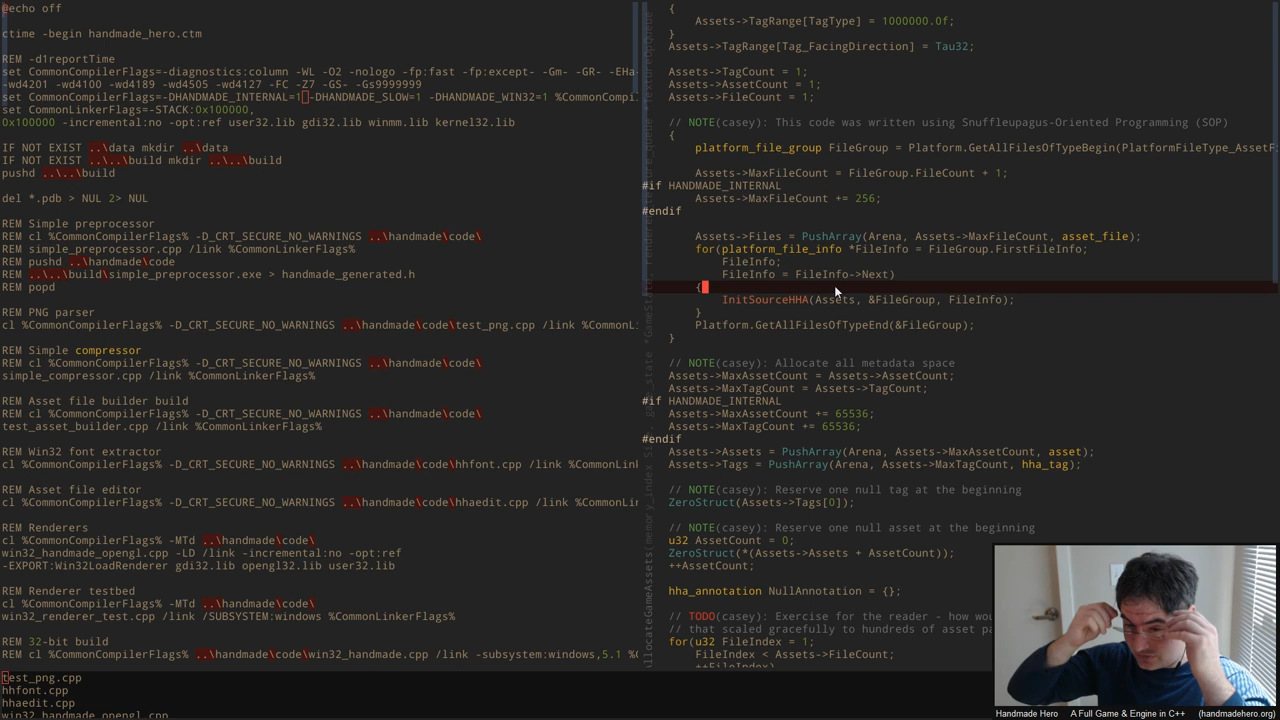 @echo off
ctime -begin handmade_hero.ctm
REM -d1reportTime
set CommonCompilerFlags=-diagnostics:column -WL -O2 -nologo -fp:fast -fp:except- -Gm- -GR- -EHa-
-wd4201 -wd4100 -wd4189 -wd4505 -wd4127 -FC -Z7 -GS- -Gs9999999
set CommonCompilerFlags=-DHANDMADE_INTERNAL=1 -DHANDMADE_SLOW=1 -DHANDMADE_WIN32=1 %CommonCompi
set CommonLinkerFlags=-STACK:0x100000,
0x100000 -incremental:no -opt:ref user32.lib gdi32.lib winmm.lib kernel32.lib
IF NOT EXIST ..\data mkdir ..\data
IF NOT EXIST ..\..\build mkdir ..\..\build
pushd ..\..\build
del *.pdb > NUL 2> NUL
REM Simple preprocessor
REM cl %CommonCompilerFlags% -D_CRT_SECURE_NO_WARNINGS ..\handmade\code\
REM simple_preprocessor.cpp /link %CommonLinkerFlags%
REM pushd ..\handmade\code
REM ..\..\build\simple_preprocessor.exe > handmade_generated.h
REM popd
REM PNG parser
cl %CommonCompilerFlags% -D_CRT_SECURE_NO_WARNINGS ..\handmade\code\test_png.cpp /link %CommonL
REM Simple compressor
cl %CommonCompilerFlags% -D_CRT_SECURE_NO_WARNINGS ..\handmade\code\
simple_compressor.cpp /link %CommonLinkerFlags%
REM Asset file builder build
REM cl %CommonCompilerFlags% -D_CRT_SECURE_NO_WARNINGS ..\handmade\code\
test_asset_builder.cpp /link %CommonLinkerFlags%
REM Win32 font extractor
cl %CommonCompilerFlags% -D_CRT_SECURE_NO_WARNINGS ..\handmade\code\hhfont.cpp /link %CommonLin
REM Asset file editor
cl %CommonCompilerFlags% -D_CRT_SECURE_NO_WARNINGS ..\handmade\code\hhaedit.cpp /link %CommonLi
REM Renderers
cl %CommonCompilerFlags% -MTd ..\handmade\code\
win32_handmade_opengl.cpp -LD /link -incremental:no -opt:ref
-EXPORT:Win32LoadRenderer gdi32.lib opengl32.lib user32.lib
REM Renderer testbed
cl %CommonCompilerFlags% -MTd ..\handmade\code\
win32_renderer_test.cpp /link /SUBSYSTEM:windows %CommonLinkerFlags%
REM 32-bit build
REM cl %CommonCompilerFlags% ..\handmade\code\win32_handmade.cpp /link -subsystem:windows,5.1 %C
test_png.cpp
hhfont.cpp
hhaedit.cpp
win32_handmade_opengl.cpp
{
Assets->TagRange[TagType] = 1000000.0f;
}
Assets->TagRange[Tag_FacingDirection] = Tau32;
Assets->TagCount = 1;
Assets->AssetCount = 1;
Assets->FileCount = 1;
// NOTE(casey): This code was written using Snuffleupagus-Oriented Programming (SOP)
{
platform_file_group FileGroup = Platform.GetAllFilesOfTypeBegin(PlatformFileType_AssetF
Assets->MaxFileCount = FileGroup.FileCount + 1;
#if HANDMADE_INTERNAL
Assets->MaxFileCount += 256;
#endif
Assets->Files = PushArray(Arena, Assets->MaxFileCount, asset_file);
for(platform_file_info *FileInfo = FileGroup.FirstFileInfo;
FileInfo;
FileInfo = FileInfo->Next)
{
InitSourceHHA(Assets, &FileGroup, FileInfo);
}
Platform.GetAllFilesOfTypeEnd(&FileGroup);
}
// NOTE(casey): Allocate all metadata space
Assets->MaxAssetCount = Assets->AssetCount;
Assets->MaxTagCount = Assets->TagCount;
#if HANDMADE_INTERNAL
Assets->MaxAssetCount += 65536;
Assets->MaxTagCount += 65536;
#endif
Assets->Assets = PushArray(Arena, Assets->MaxAssetCount, asset);
Assets->Tags = PushArray(Arena, Assets->MaxTagCount, hha_tag);
// NOTE(casey): Reserve one null tag at the beginning
ZeroStruct(Assets->Tags[0]);
// NOTE(casey): Reserve one null asset at the beginning
u32 AssetCount = 0;
ZeroStruct(*(Assets->Assets + AssetCount));
++AssetCount;
hha_annotation NullAnnotation = {};
// TODO(casey): Exercise for the reader - how wou
// that scaled gracefully to hundreds of asset pa
for(u32 FileIndex = 1;
FileIndex < Assets->FileCount;
++FileIndex)
Handmade Hero A Full Game & Engine in C++ (handmadehero.org)